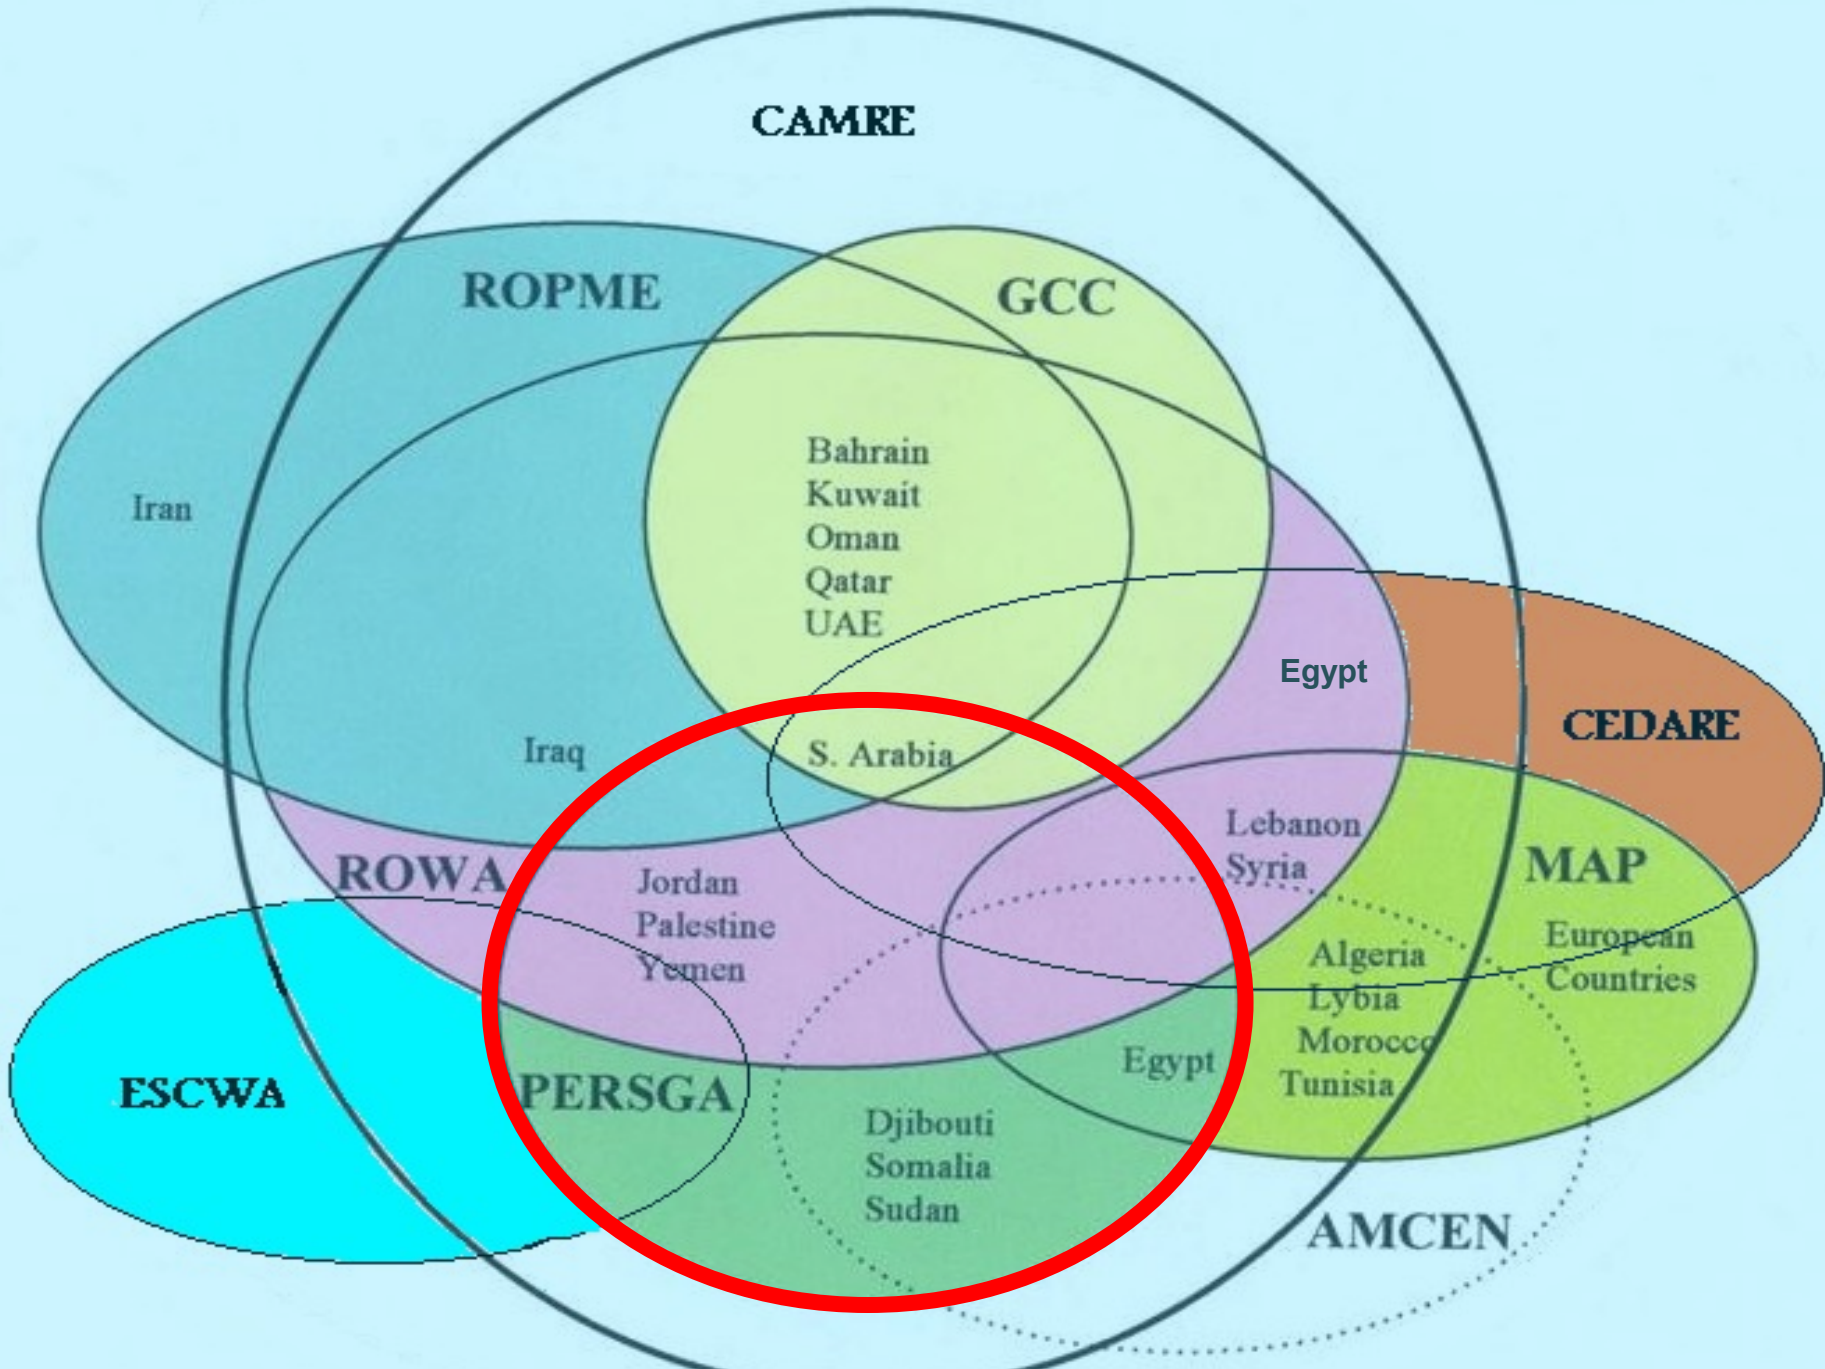 CAMRE
ROPME
GCC
Bahrain
Kuwait
Oman
Qatar
UAE
Iran
Egypt
CEDARE
Iraq
S. Arabia
Lebanon
Syria
MAP
ROWA
Jordan
Palestine
Yemen
European
Countries
Algeria
Lybia
Morocco
Tunisia
Egypt
ESCWA
PERSGA
Djibouti
Somalia
Sudan
AMCEN